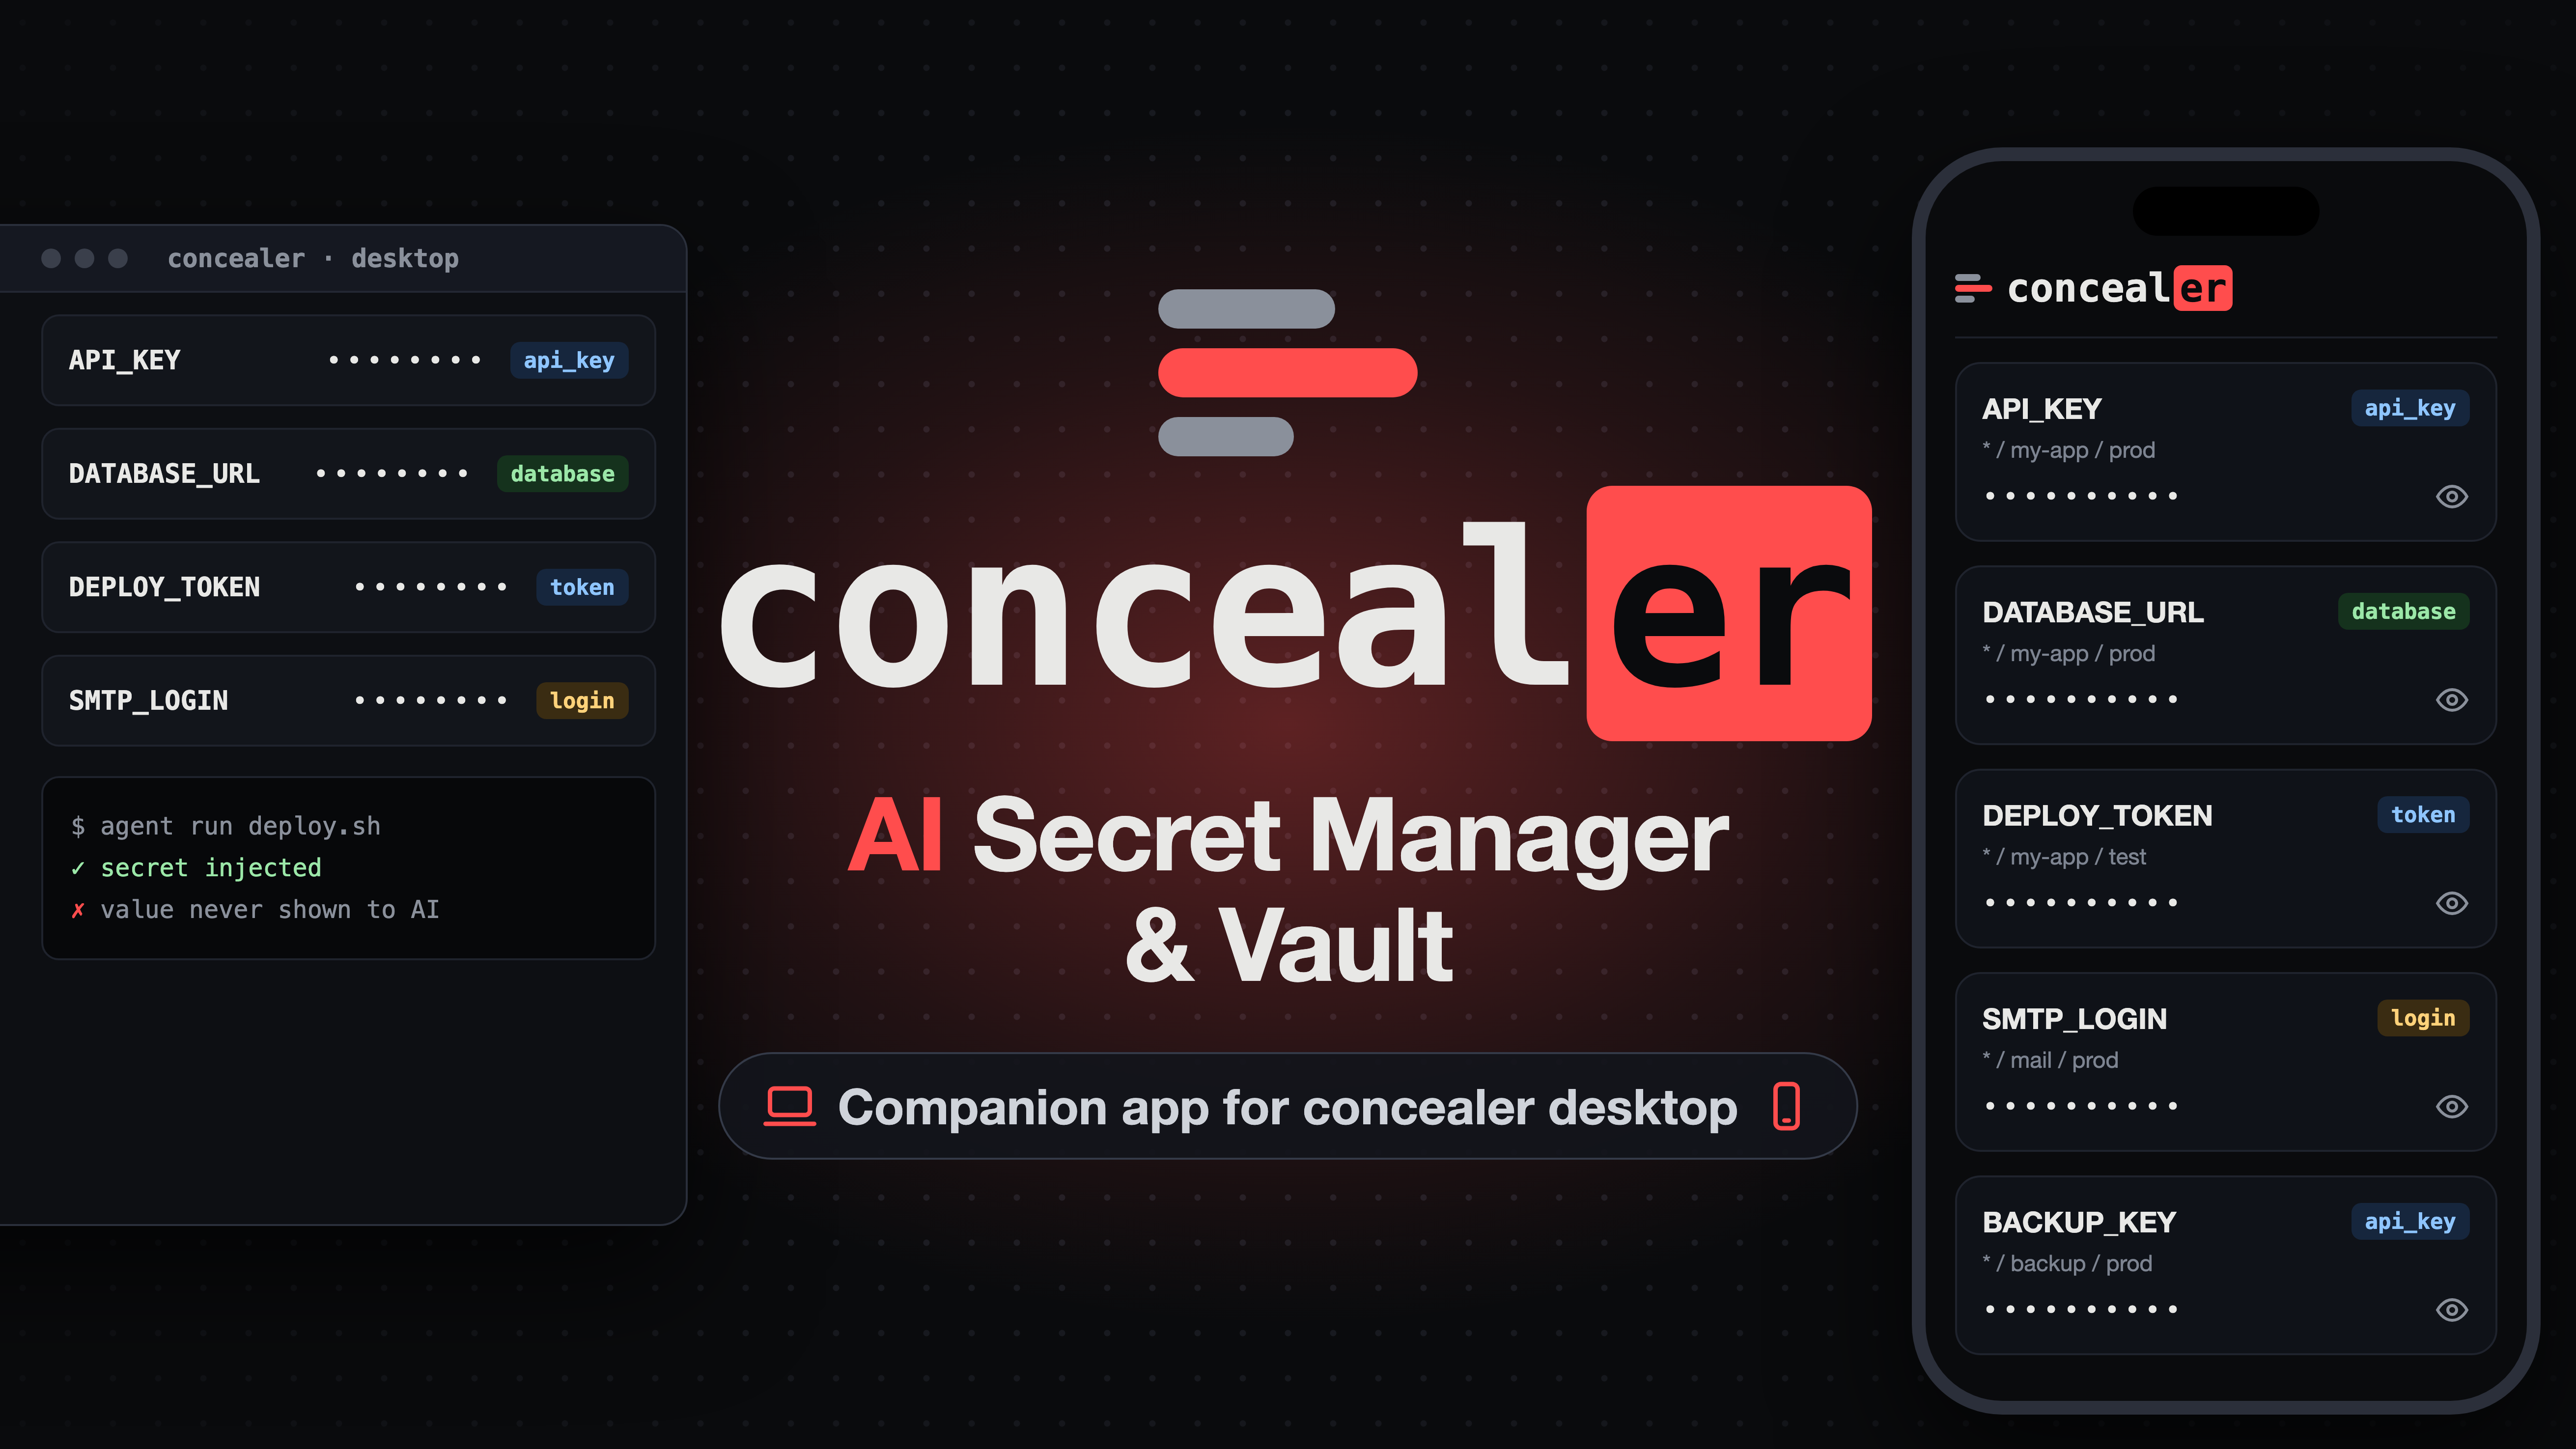 concealer · desktop
API_KEY •••••••• api_key
DATABASE_URL •••••••• database
DEPLOY_TOKEN •••••••• token
SMTP_LOGIN •••••••• login
$ agent run deploy.sh
✓ secret injected
✗ value never shown to AI
concealer
AI Secret Manager
& Vault
Companion app for concealer desktop
concealer
API_KEY api_key
* / my-app / prod
••••••••••
DATABASE_URL database
* / my-app / prod
••••••••••
DEPLOY_TOKEN token
* / my-app / test
••••••••••
SMTP_LOGIN login
* / mail / prod
••••••••••
BACKUP_KEY api_key
* / backup / prod
••••••••••